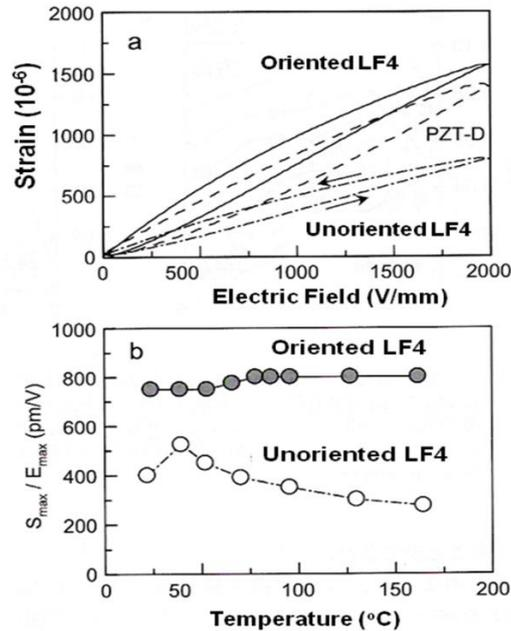 2000
a
Oriented LF4
1500
Strain (10-6)
1000
PZT-D
500
Unoriented LF4
0
0
500
1000
1500
2000
Electric Field (V/mm)
1000
b
Oriented LF4
800
Smax / Emax (pm/V)
600
Unoriented LF4
400
200
0
0
50
100
150
200
Temperature (oC)